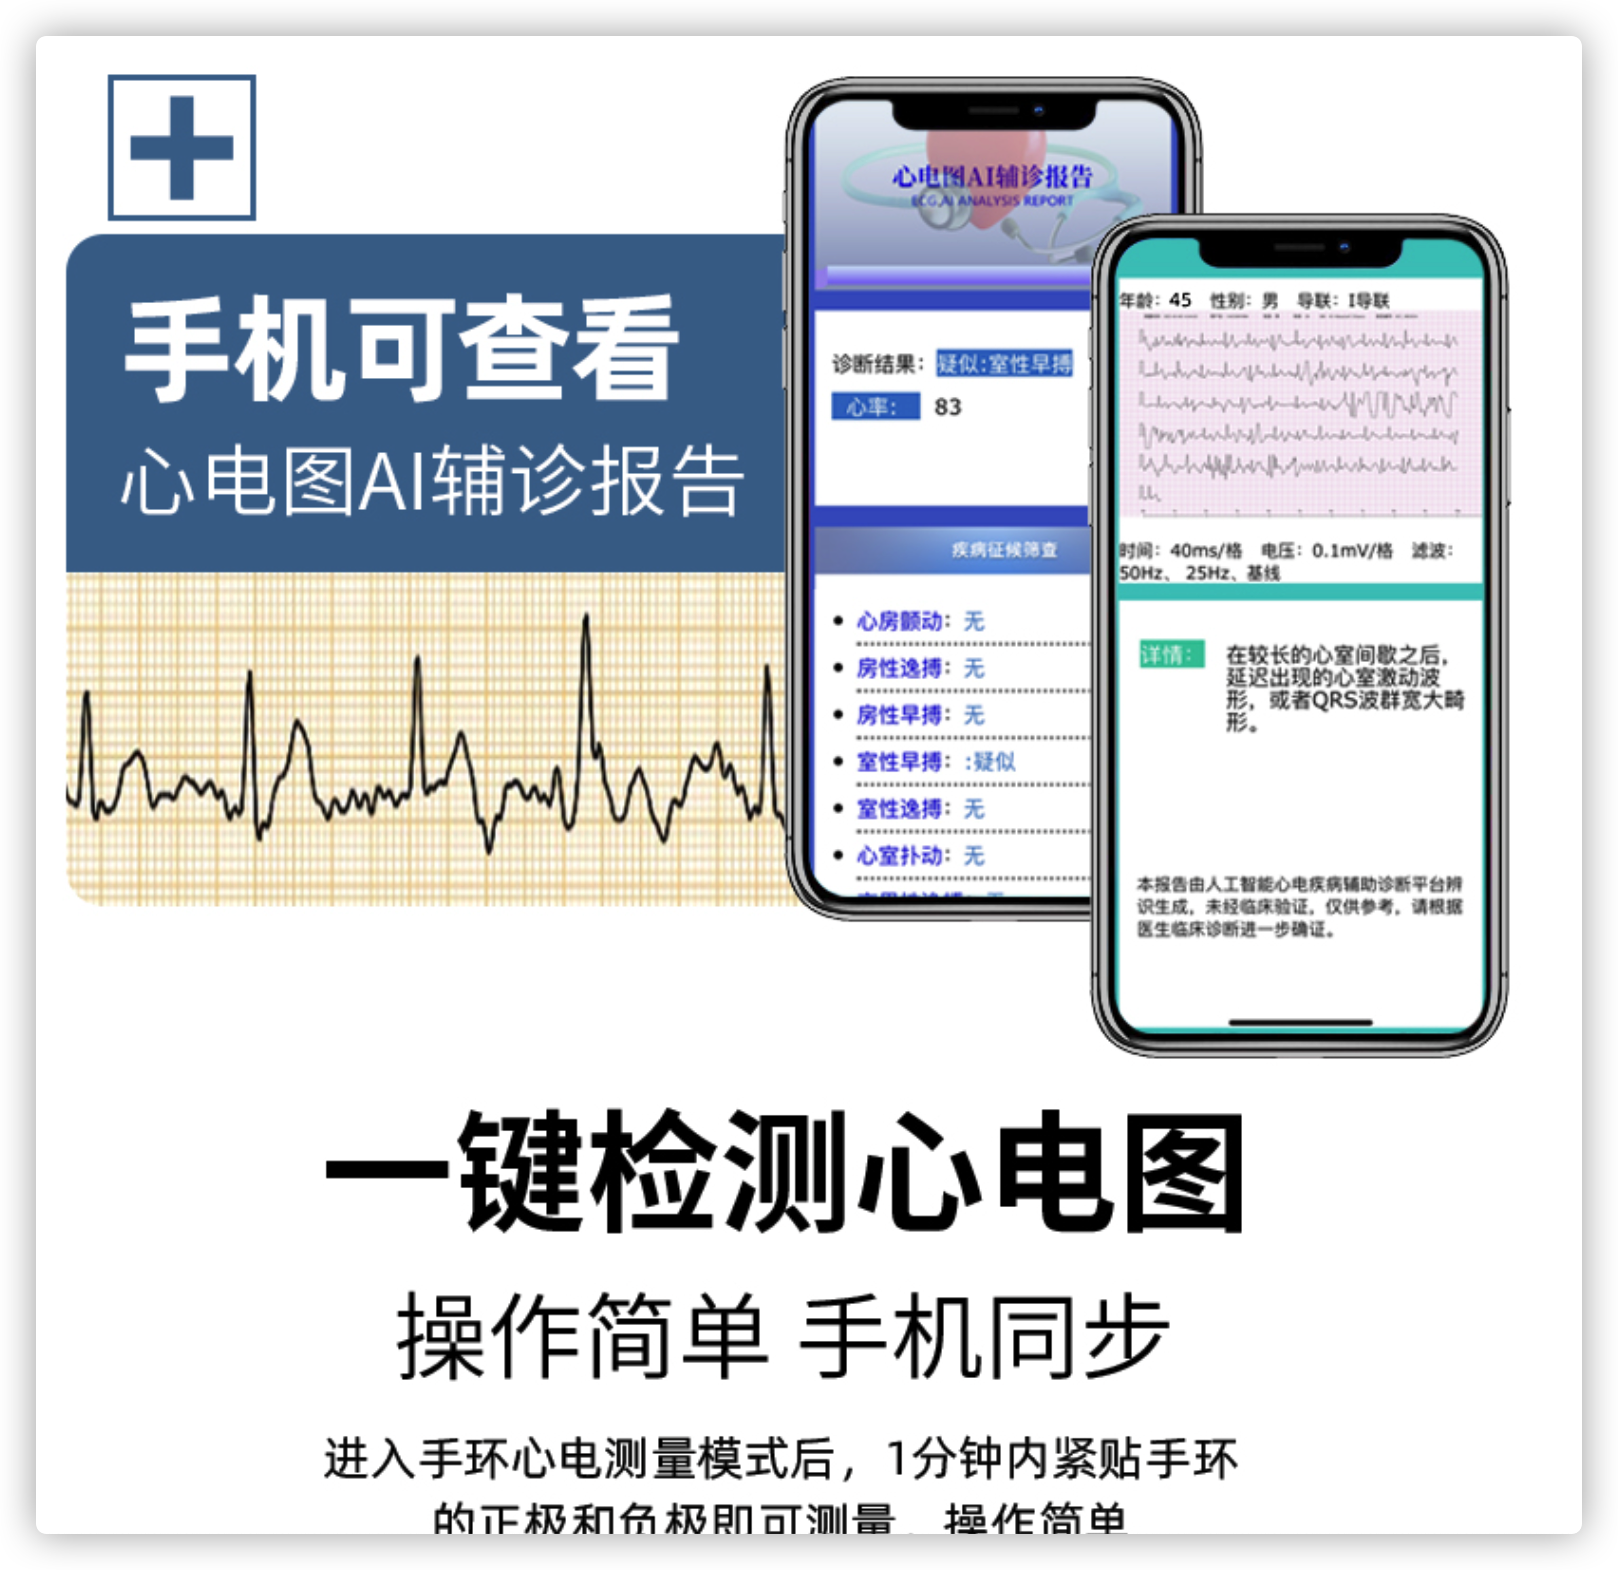 手机可查看
心电图AI辅诊报告
心电图AI辅诊报告
ECG,AI ANALYSIS REPORT
诊断结果：疑似:室性早搏
心率： 83
疾病征候筛查
心房颤动：无
房性逸搏：无
房性早搏：无
室性早搏：:疑似
室性逸搏：无
心室扑动：无
年龄：45 性别：男 导联：I导联
时间：40ms/格 电压：0.1mV/格 滤波：
50Hz、 25Hz、基线
详情：
在较长的心室间歇之后，
延迟出现的心室激动波
形，或者QRS波群宽大畸
形。
本报告由人工智能心电疾病辅助诊断平台辨
识生成，未经临床验证，仅供参考，请根据
医生临床诊断进一步确证。
一键检测心电图
操作简单 手机同步
进入手环心电测量模式后，1分钟内紧贴手环
的正极和负极即可测量，操作简单